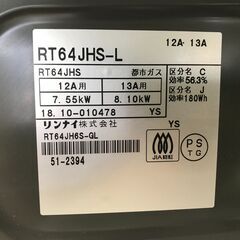 RT64JHS-L
12A·13A
RT64JHS 都市ガス
12A用 13A用
7.55kW 8.10kW
区分名 C
効率56.3%
区分名 J
効率180Wh
18.10-010478 YS
リンナイ株式会社
RT64JH6S-GL
51-2394
YS
JIA認証
PS
TG